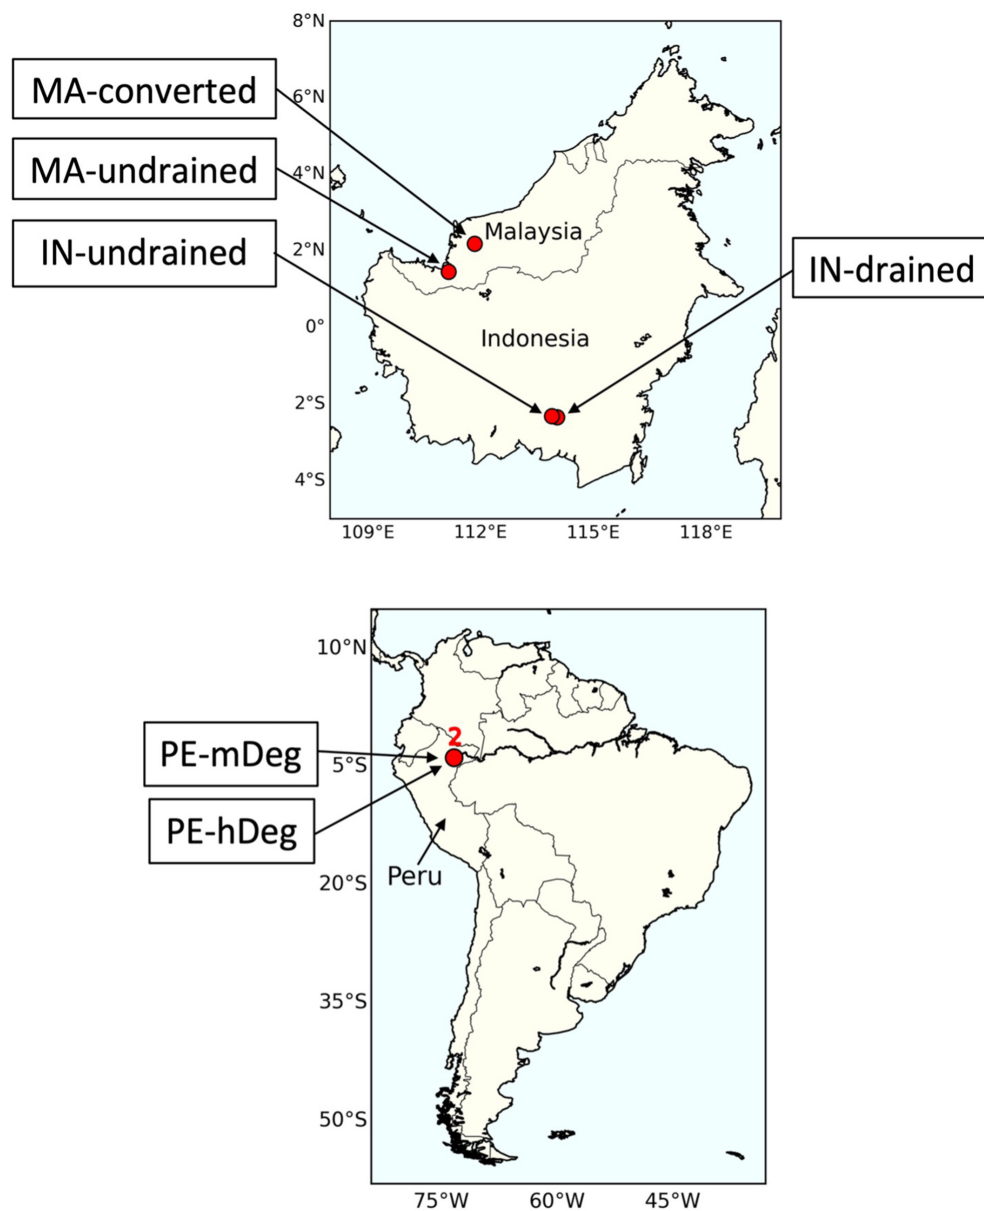 8°N
MA-converted
6°N
MA-undrained
4°N
IN-undrained
Malaysia
2°N
IN-drained
0°
Indonesia
2°S
4°S
109°E 112°E 115°E 118°E
10°N
2
PE-mDeg
5°S
PE-hDeg
Peru
20°S
35°S
50°S
75°W 60°W 45°W